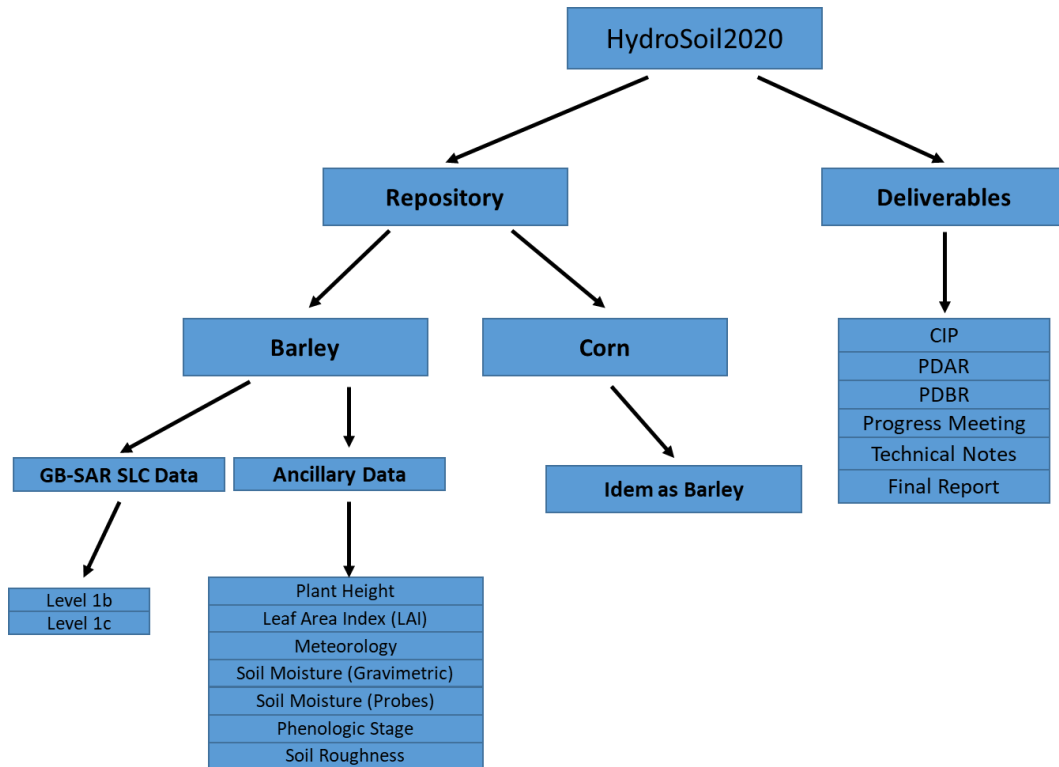 HydroSoil2020
Repository
Deliverables
Barley
Corn
CIP
PDAR
PDBR
Progress Meeting
Technical Notes
Final Report
GB-SAR SLC Data
Ancillary Data
Idem as Barley
Level 1b
Level 1c
Plant Height
Leaf Area Index (LAI)
Meteorology
Soil Moisture (Gravimetric)
Soil Moisture (Probes)
Phenologic Stage
Soil Roughness